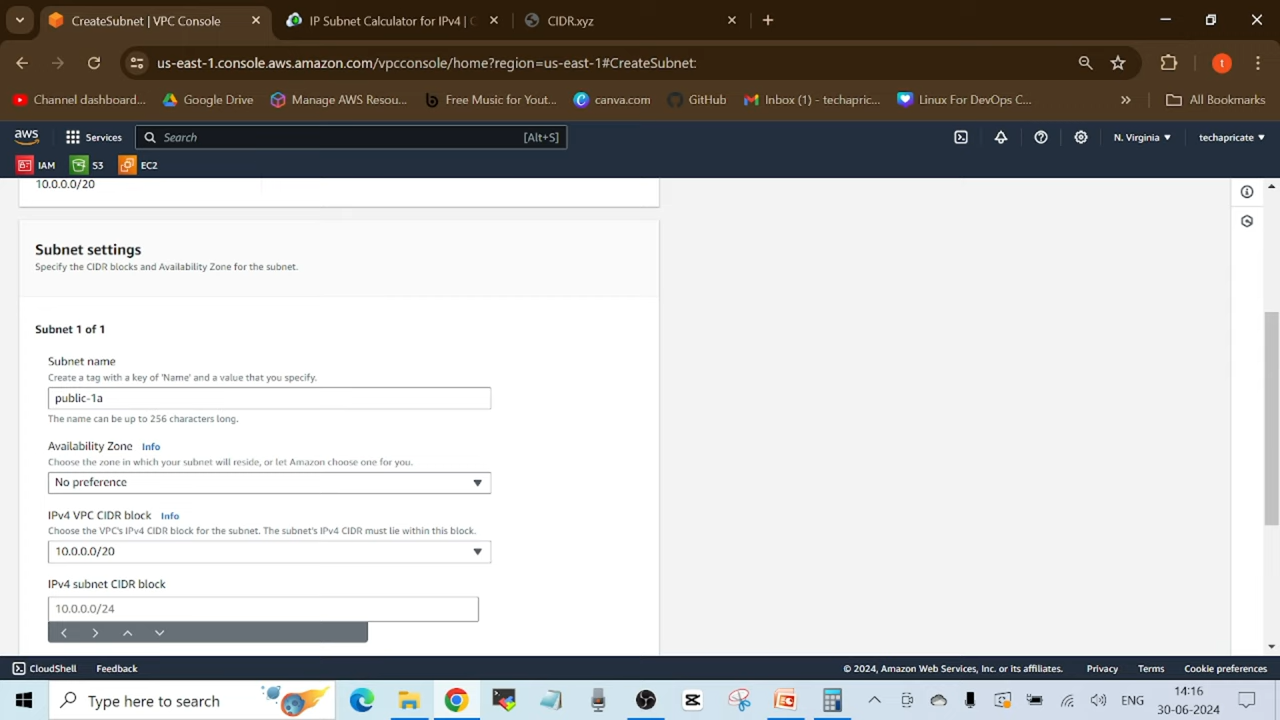 CreateSubnet | VPC Console
IP Subnet Calculator for IPv4 | C
CIDR.xyz
us-east-1.console.aws.amazon.com/vpcconsole/home?region=us-east-1#CreateSubnet:
t
Channel dashboard...
Google Drive
Manage AWS Resou...
Free Music for Yout...
canva.com
GitHub
Inbox (1) - techapric...
Linux For DevOps C...
All Bookmarks
aws
Services
Search
[Alt+S]
N. Virginia
techapricate
IAM
S3
EC2
10.0.0.0/20
Subnet settings
Specify the CIDR blocks and Availability Zone for the subnet.
Subnet 1 of 1
Subnet name
Create a tag with a key of 'Name' and a value that you specify.
public-1a
The name can be up to 256 characters long.
Availability Zone Info
Choose the zone in which your subnet will reside, or let Amazon choose one for you.
No preference
IPv4 VPC CIDR block Info
Choose the VPC's IPv4 CIDR block for the subnet. The subnet's IPv4 CIDR must lie within this block.
10.0.0.0/20
IPv4 subnet CIDR block
10.0.0.0/24
CloudShell
Feedback
© 2024, Amazon Web Services, Inc. or its affiliates.
Privacy
Terms
Cookie preferences
Type here to search
ENG
14:16
30-06-2024